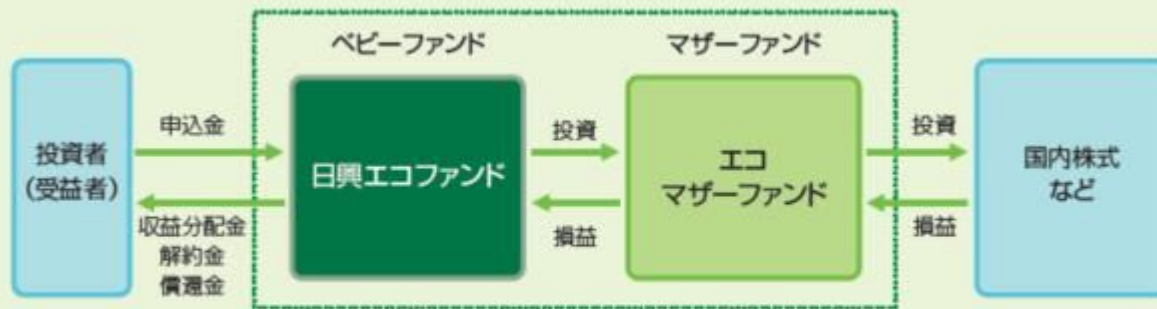 ベビーファンド
マザーファンド
投資者
(受益者)
申込金
収益分配金
解約金
償還金
日興エコファンド
投資
損益
エコ
マザーファンド
投資
損益
国内株式
など